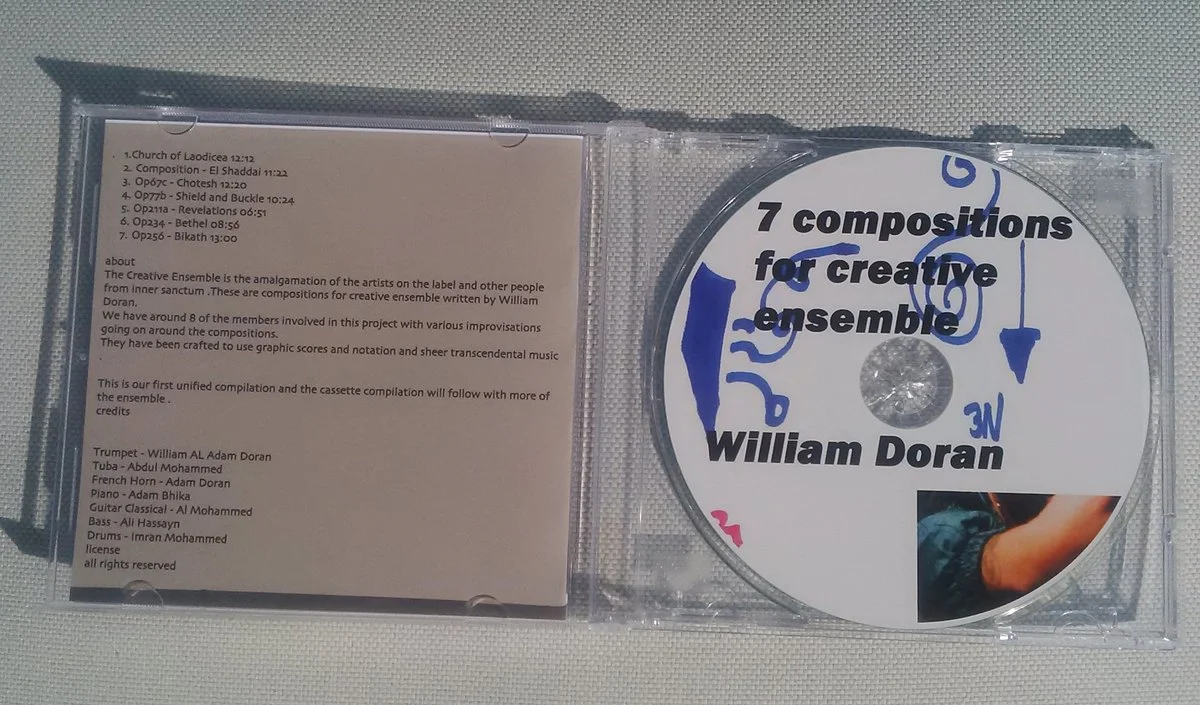 1.Church of Laodicea 12:12
2. Composition - El Shaddai 11:22
3. Op67c - Chotesh 12:20
4. Op77b - Shield and Buckle 10:24
5. Op211a - Revelations 06:51
6. Op234 - Bethel 08:56
7. Op256 - Bikath 13:00
about
The Creative Ensemble is the amalgamation of the artists on the label and other people
from inner sanctum .These are compositions for creative ensemble written by William
Doran.
We have around 8 of the members involved in this project with various improvisations
going on around the compositions.
They have been crafted to use graphic scores and notation and sheer transcendental music
.
This is our first unified compilation and the cassette compilation will follow with more of
the ensemble .
credits
Trumpet - William AL Adam Doran
Tuba - Abdul Mohammed
French Horn - Adam Doran
Piano - Adam Bhika
Guitar Classical - Al Mohammed
Bass - Ali Hassayn
Drums - Imran Mohammed
license
all rights reserved
7 compositions
for creative
ensemble
3N
William Doran